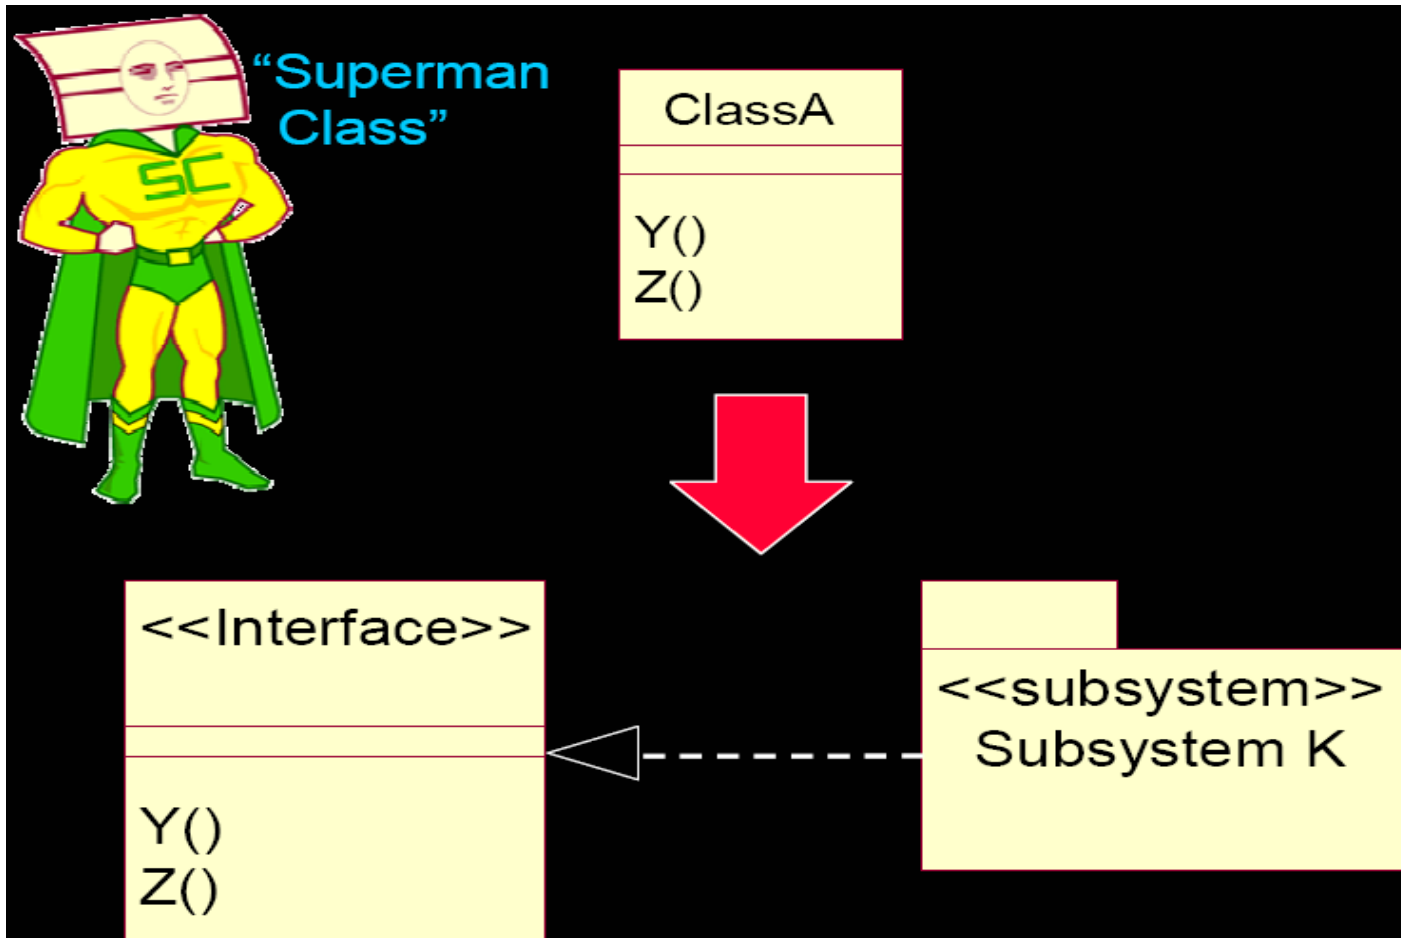 “Superman
Class”
SC
ClassA
Y()
Z()
<<Interface>>
Y()
Z()
<<subsystem>>
Subsystem K